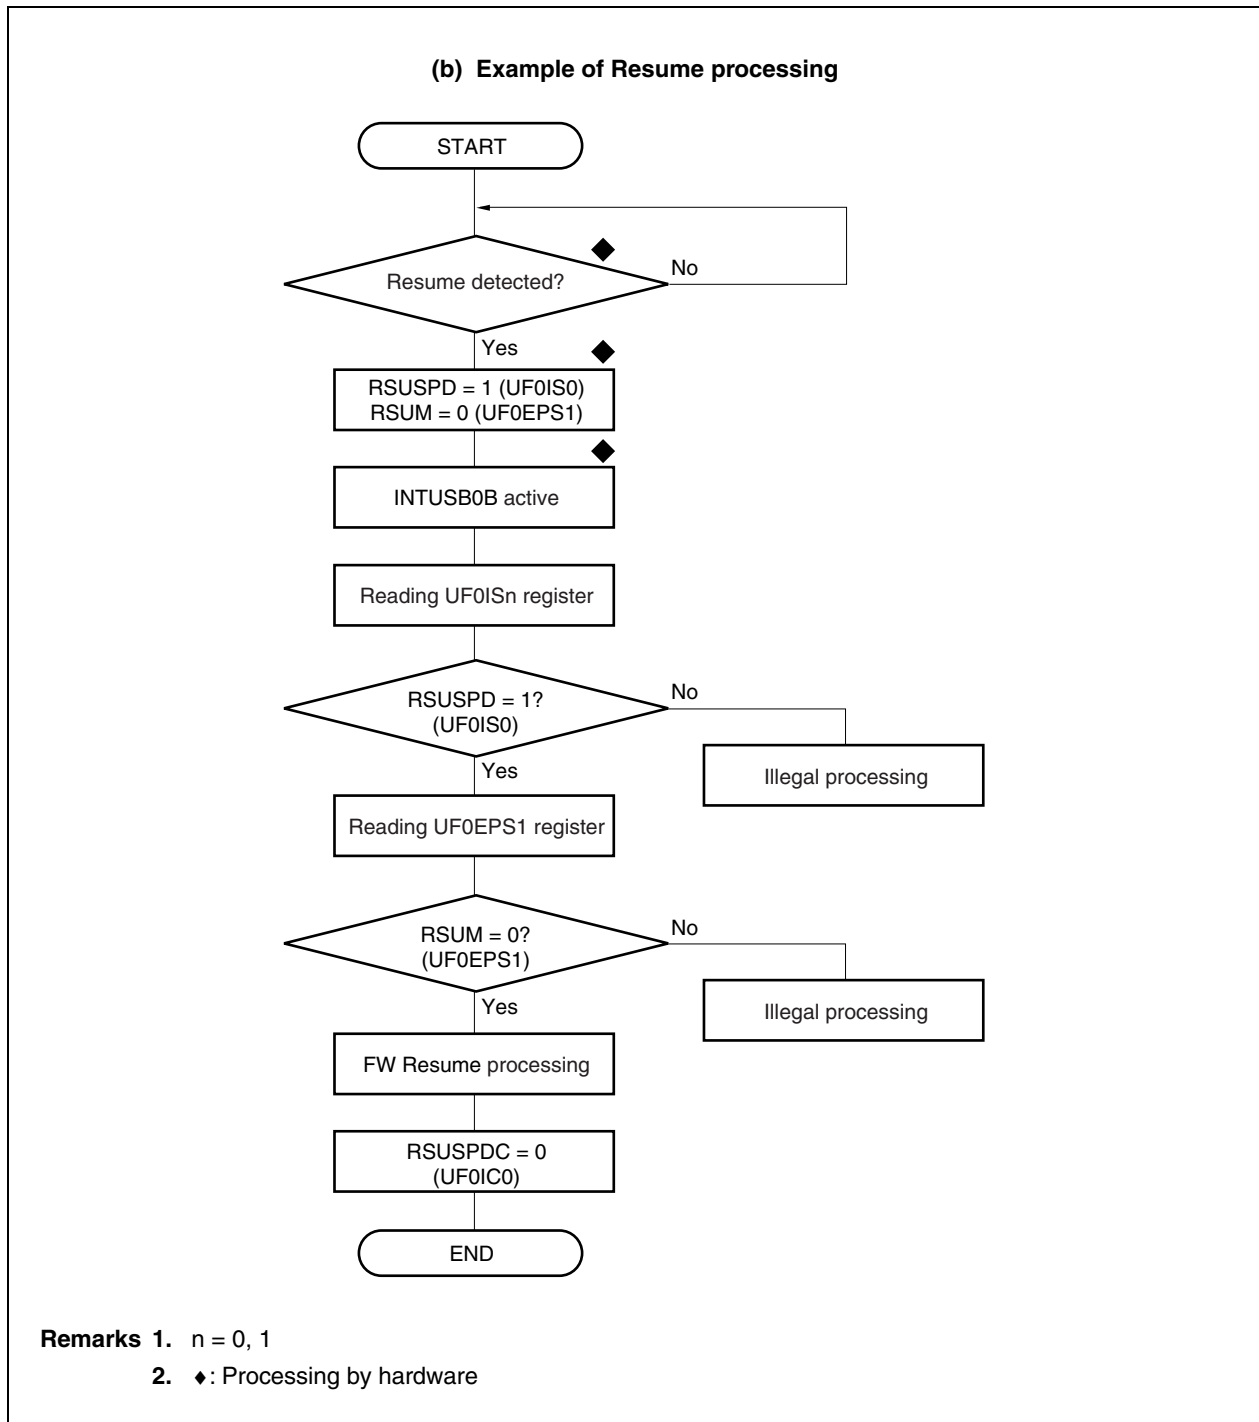 (b) Example of Resume processing
START
Resume detected?
No
Yes
RSUSPD = 1 (UF0IS0)
RSUM = 0 (UF0EPS1)
INTUSB0B active
Reading UF0ISn register
RSUSPD = 1?
(UF0IS0)
No
Illegal processing
Yes
Reading UF0EPS1 register
RSUM = 0?
(UF0EPS1)
No
Illegal processing
Yes
FW Resume processing
RSUSPDC = 0
(UF0IC0)
END
Remarks 1. n = 0, 1
2. ♦: Processing by hardware